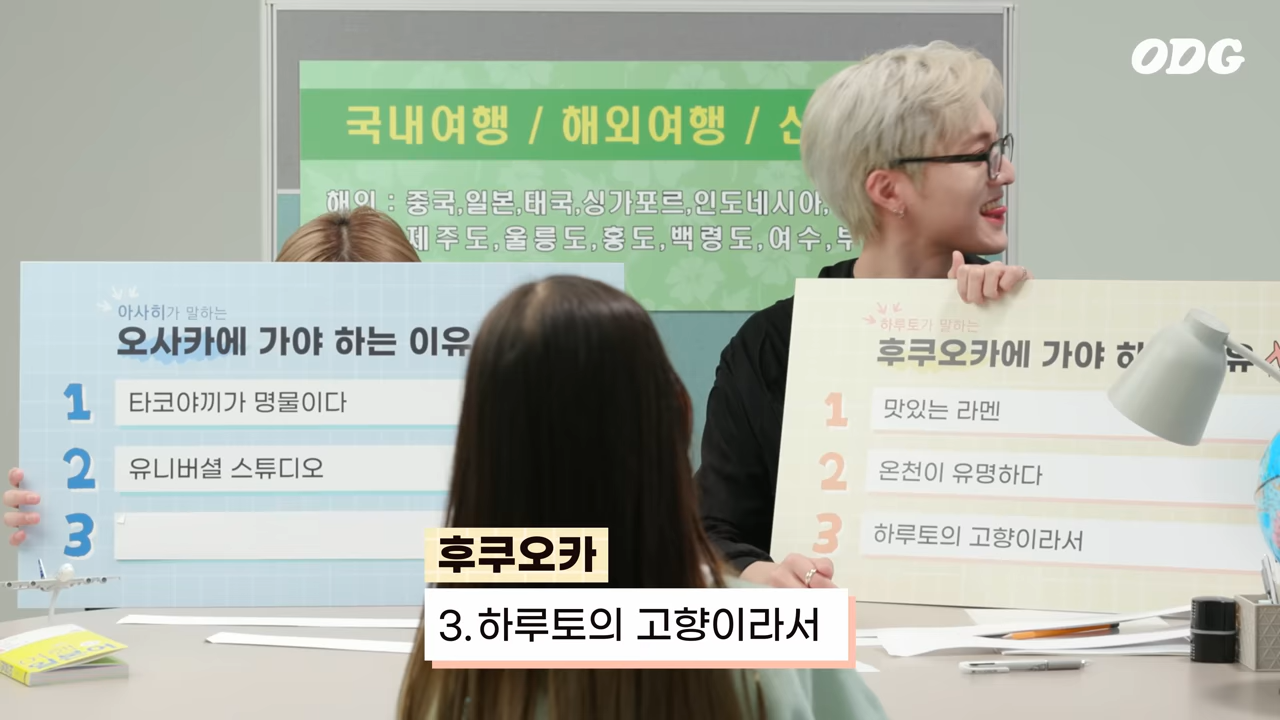 ODG
국내여행 / 해외여행 /
해외 : 중국,일본,태국,싱가포르,인도네시아,
제주도,울릉도,홍도,백령도,여수,
아사히가 말하는
오사카에 가야 하는 이유
1 타코야끼가 명물이다
2 유니버셜 스튜디오
3
하루토가 말하는
후쿠오카에 가야 하 유
1 맛있는 라멘
2 온천이 유명하다
3 하루토의 고향이라서
후쿠오카
3. 하루토의 고향이라서